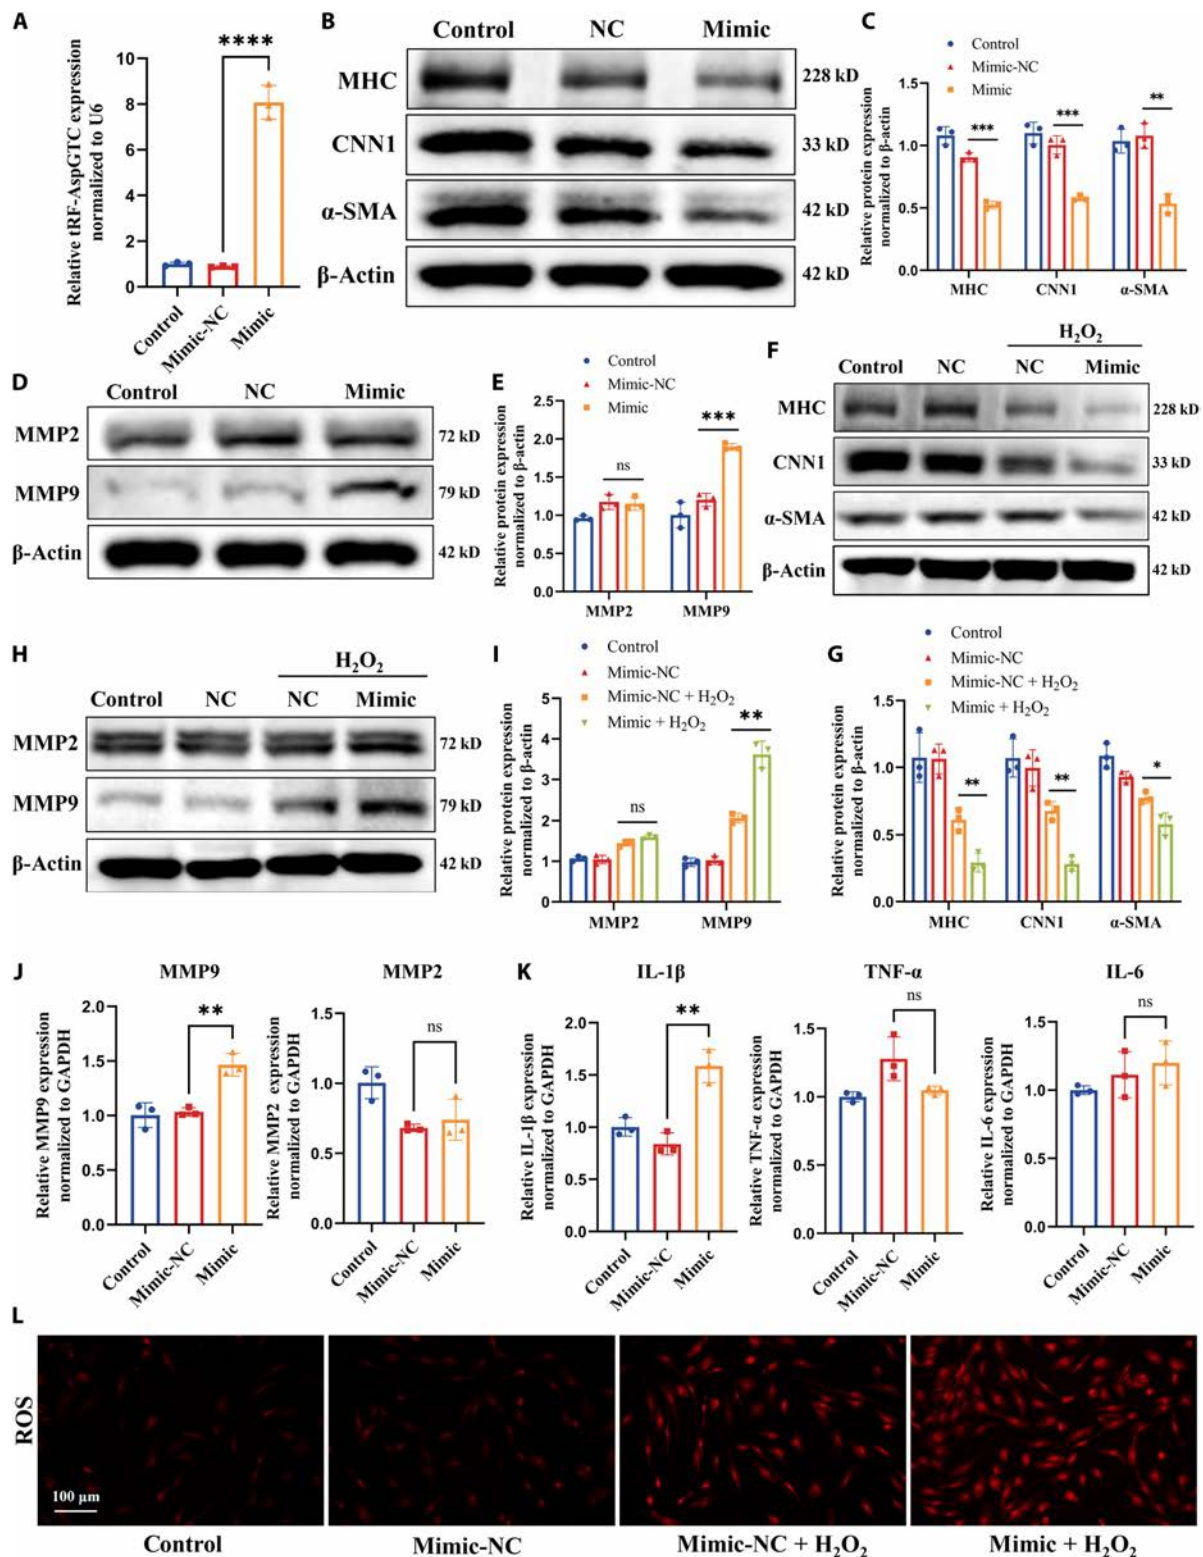 A
Relative tRF-AspGTC expression
normalized to U6
10
8
6
4
2
0
****
Control
Mimic-NC
Mimic
B
Control NC Mimic
MHC 228 kD
CNN1 33 kD
α-SMA 42 kD
β-Actin 42 kD
C
Control
Mimic-NC
Mimic
Relative protein expression
normalized to β-actin
1.5
1.0
0.5
0.0
*** *** **
MHC CNN1 α-SMA
D
Control NC Mimic
MMP2 72 kD
MMP9 79 kD
β-Actin 42 kD
E
Control
Mimic-NC
Mimic
Relative protein expression
normalized to β-actin
2.5
2.0
1.5
1.0
0.5
0.0
ns ***
MMP2 MMP9
F
H₂O₂
Control NC NC Mimic
MHC 228 kD
CNN1 33 kD
α-SMA 42 kD
β-Actin 42 kD
H
H₂O₂
Control NC NC Mimic
MMP2 72 kD
MMP9 79 kD
β-Actin 42 kD
I
Control
Mimic-NC
Mimic-NC + H₂O₂
Mimic + H₂O₂
Relative protein expression
normalized to β-actin
5
4
3
2
1
0
ns **
MMP2 MMP9
G
Control
Mimic-NC
Mimic-NC + H₂O₂
Mimic + H₂O₂
Relative protein expression
normalized to β-actin
1.5
1.0
0.5
0.0
** ** *
MHC CNN1 α-SMA
J
MMP9
Relative MMP9 expression
normalized to GAPDH
2.0
1.5
1.0
0.5
0.0
**
Control
Mimic-NC
Mimic
MMP2
Relative MMP2 expression
normalized to GAPDH
1.5
1.0
0.5
0.0
ns
Control
Mimic-NC
Mimic
K
IL-1β
Relative IL-1β expression
normalized to GAPDH
2.0
1.5
1.0
0.5
0.0
**
Control
Mimic-NC
Mimic
TNF-α
Relative TNF-α expression
normalized to GAPDH
1.5
1.0
0.5
0.0
ns
Control
Mimic-NC
Mimic
IL-6
Relative IL-6 expression
normalized to GAPDH
1.5
1.0
0.5
0.0
ns
Control
Mimic-NC
Mimic
L
ROS
100 µm
Control Mimic-NC Mimic-NC + H₂O₂ Mimic + H₂O₂